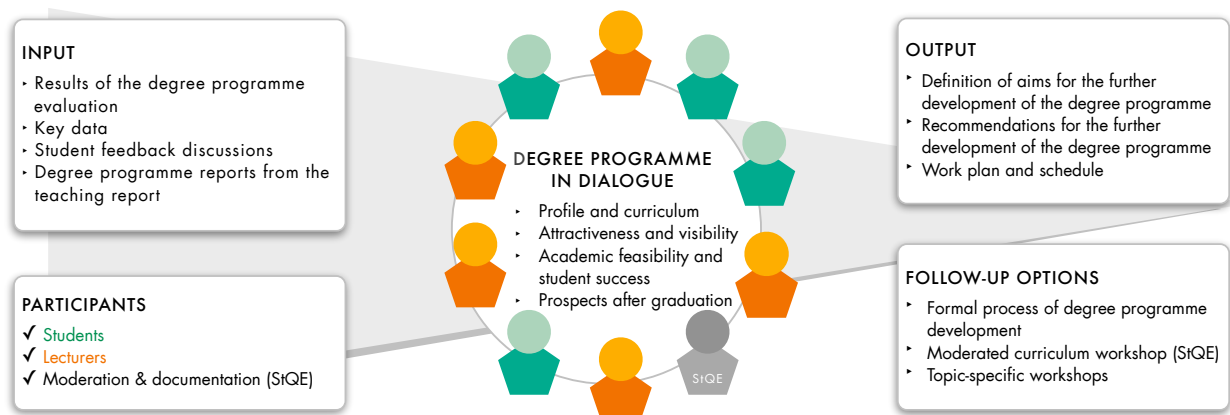 INPUT
‣ Results of the degree programme
evaluation
‣ Key data
‣ Student feedback discussions
‣ Degree programme reports from the
teaching report
PARTICIPANTS
✓ Students
✓ Lecturers
✓ Moderation & documentation (StQE)
DEGREE PROGRAMME
IN DIALOGUE
‣ Profile and curriculum
‣ Attractiveness and visibility
‣ Academic feasibility and
student success
‣ Prospects after graduation
StQE
OUTPUT
‣ Definition of aims for the further
development of the degree programme
‣ Recommendations for the further
development of the degree programme
‣ Work plan and schedule
FOLLOW-UP OPTIONS
‣ Formal process of degree programme
development
‣ Moderated curriculum workshop (StQE)
‣ Topic-specific workshops